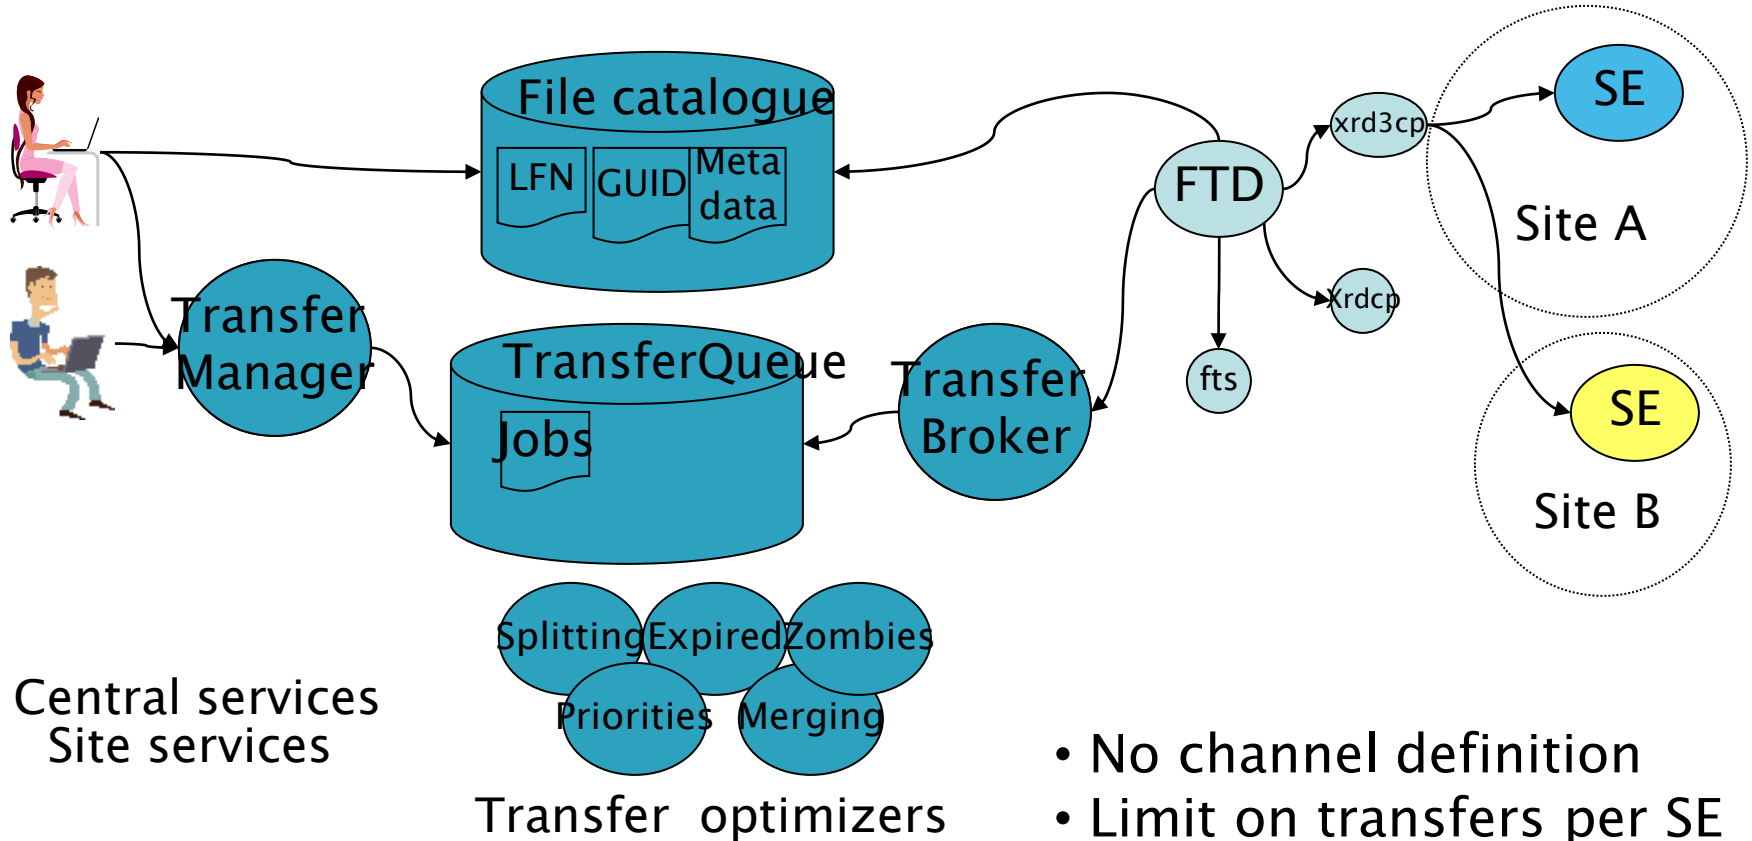 File catalogue
LFN
GUID
Meta
data
xrd3cp
SE
FTD
Site A
Xrdcp
fts
Transfer
Manager
TransferQueue
Jobs
Transfer
Broker
SE
Site B
Splitting
Expired
Zombies
Priorities
Merging
Central services
Site services
Transfer optimizers
• No channel definition
• Limit on transfers per SE